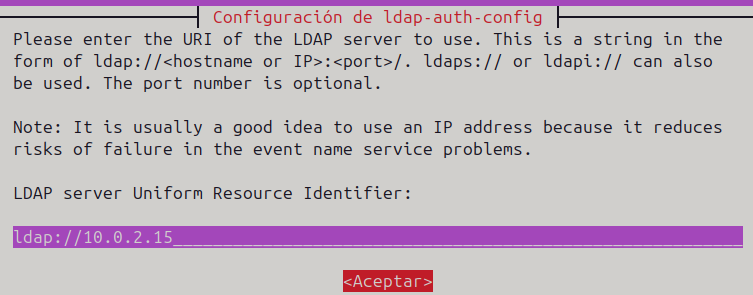 Configuración de ldap-auth-config
Please enter the URI of the LDAP server to use. This is a string in the
form of ldap://<hostname or IP>:<port>/. ldaps:// or ldapi:// can also
be used. The port number is optional.
Note: It is usually a good idea to use an IP address because it reduces
risks of failure in the event name service problems.
LDAP server Uniform Resource Identifier:
ldap://10.0.2.15_________________________________________________________
<Aceptar>